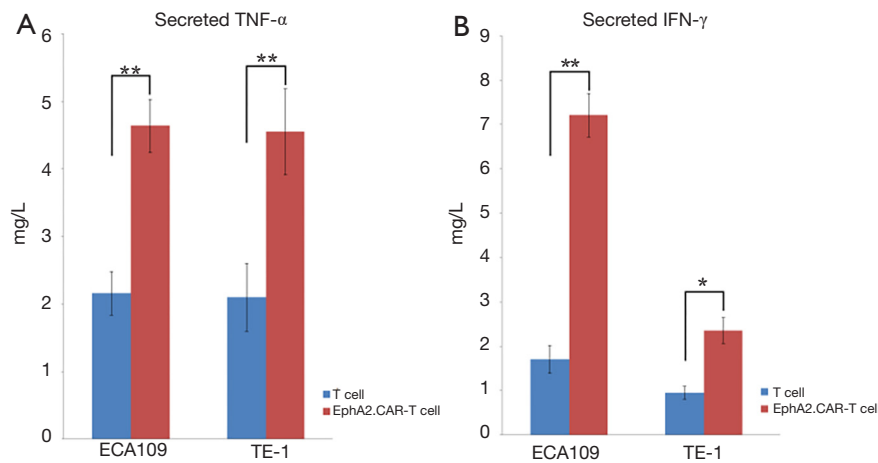 A
Secreted TNF-α
6
5
4
3
2
1
0
mg/L
**
**
T cell
EphA2.CAR-T cell
ECA109
TE-1
B
Secreted IFN-γ
9
8
7
6
5
4
3
2
1
0
mg/L
**
*
T cell
EphA2.CAR-T cel
ECA109
TE-1